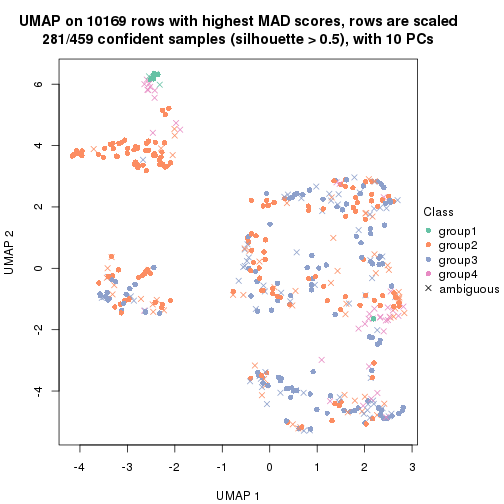 UMAP on 10169 rows with highest MAD scores, rows are scaled
281/459 confident samples (silhouette > 0.5), with 10 PCs
6
4
2
0
-2
-4
UMAP 2
-4 -3 -2 -1 0 1 2 3
UMAP 1
Class
group1
group2
group3
group4
ambiguous